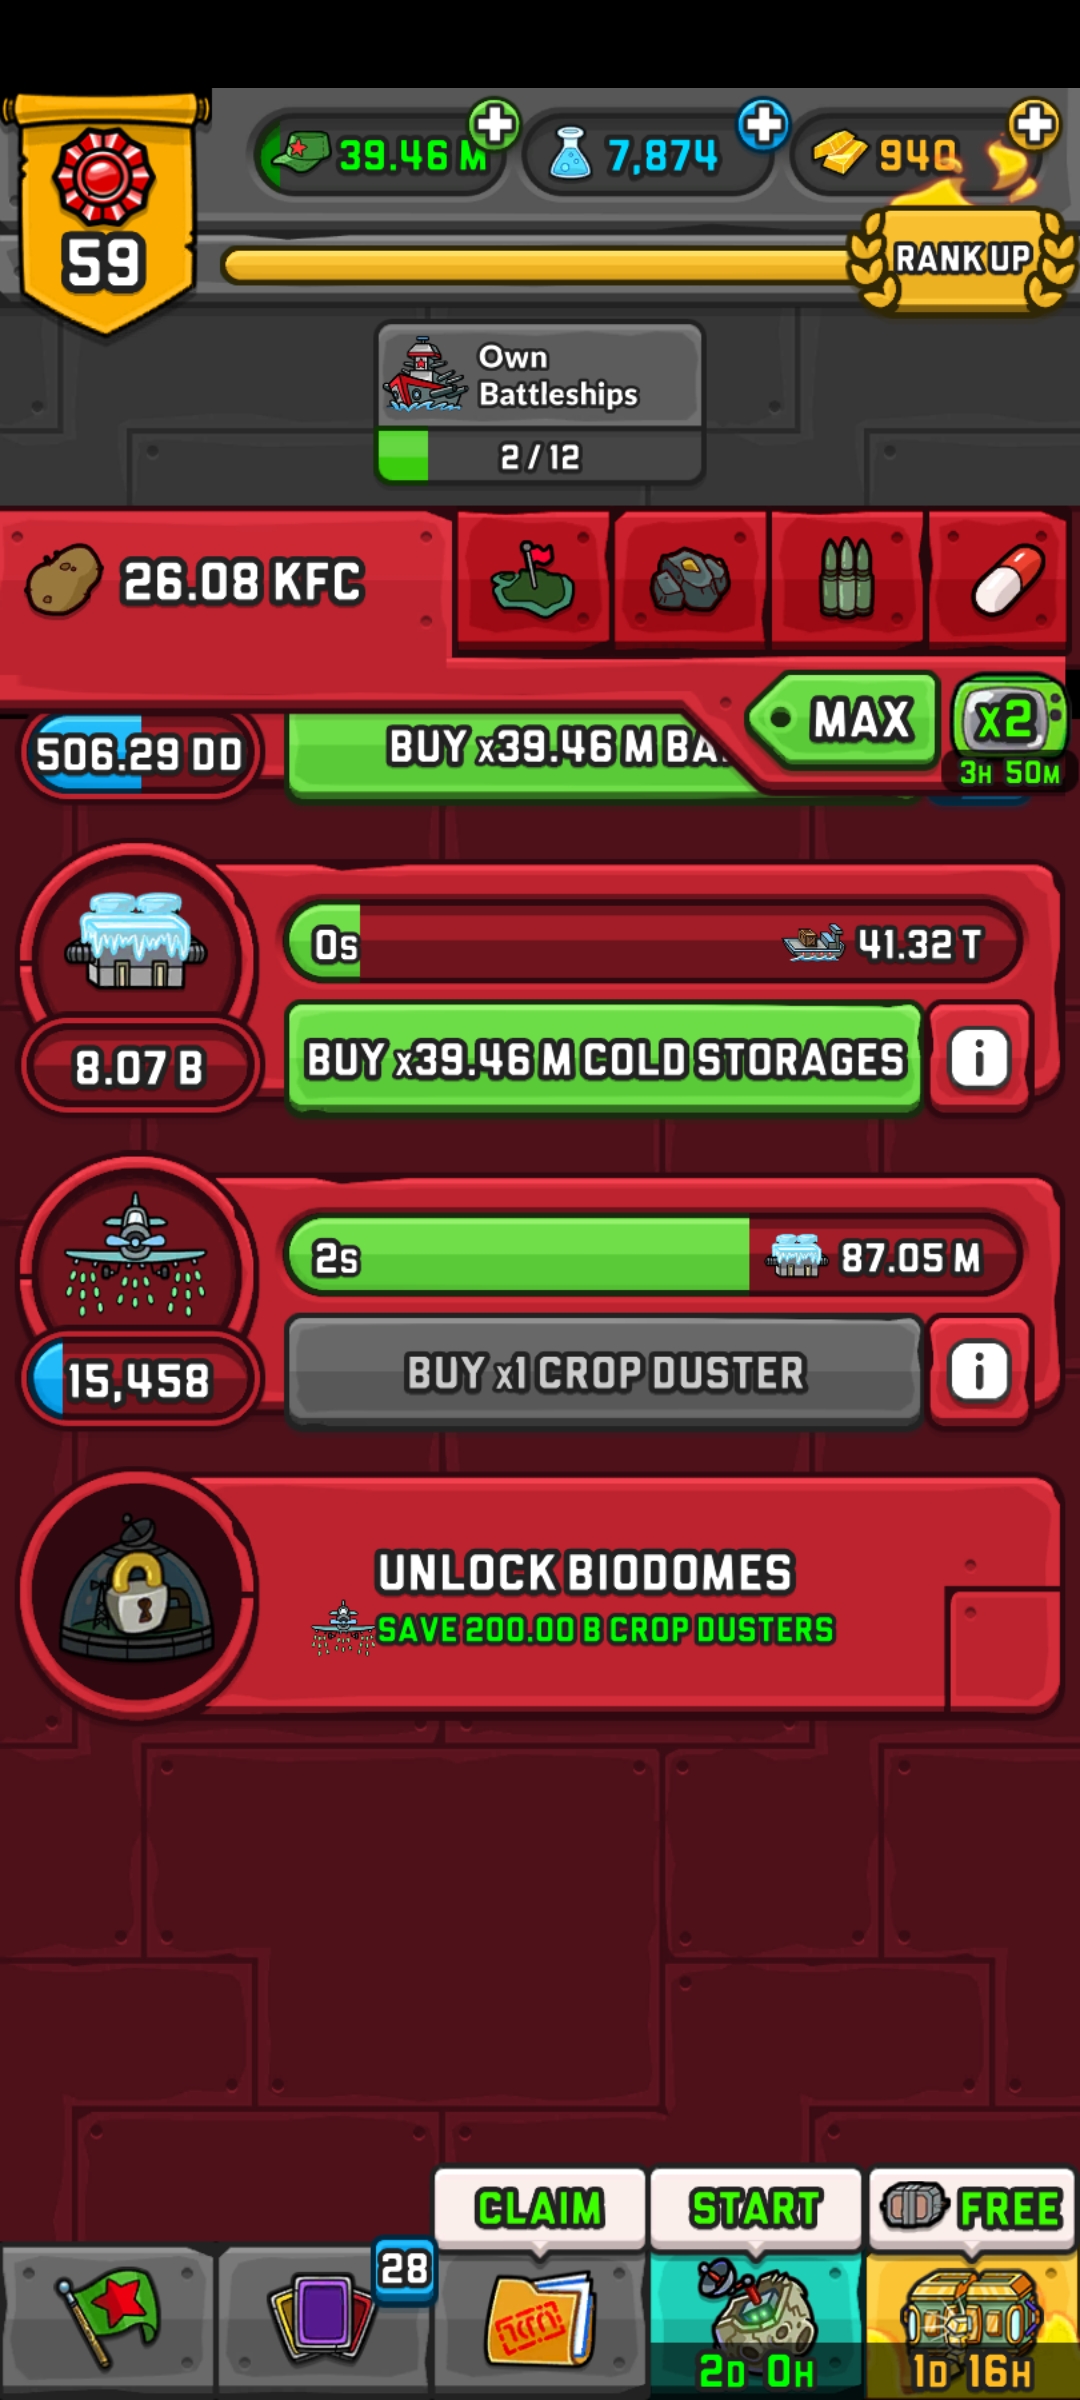 39.46 M
7,874
940
59
RANK UP
Own
Battleships
2 / 12
26.08 KFC
MAX
x2
3H 50M
506.29 DD
BUY x39.46 M BA
0s
41.32 T
8.07 B
BUY x39.46 M COLD STORAGES
i
2s
87.05 M
15,458
BUY x1 CROP DUSTER
i
UNLOCK BIODOMES
SAVE 200.00 B CROP DUSTERS
CLAIM
START
FREE
28
2D 0H
1D 16H